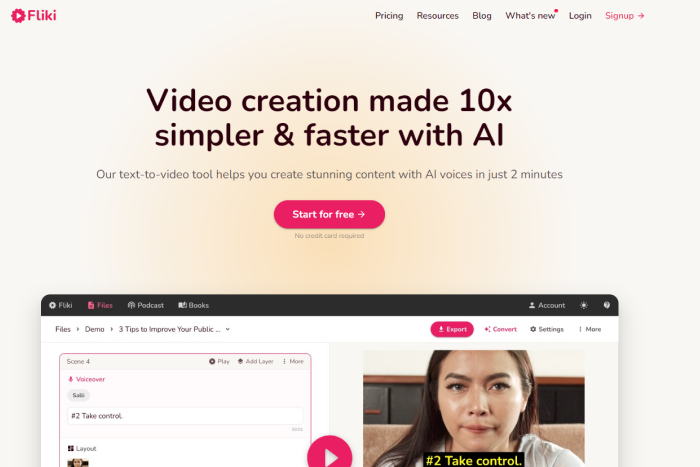 Fliki
Pricing
Resources
Blog
What's new
Login
Signup →
Video creation made 10x
simpler & faster with AI
Our text-to-video tool helps you create stunning content with AI voices in just 2 minutes
Start for free →
No credit card required
Fliki
Files
Podcast
Books
Account
Files > Demo > 3 Tips to Improve Your Public ...
Export
Convert
Settings
More
Scene 4
Play
Add Layer
More
Voiceover
Salli
#2 Take control.
Layout
#2 Take control.